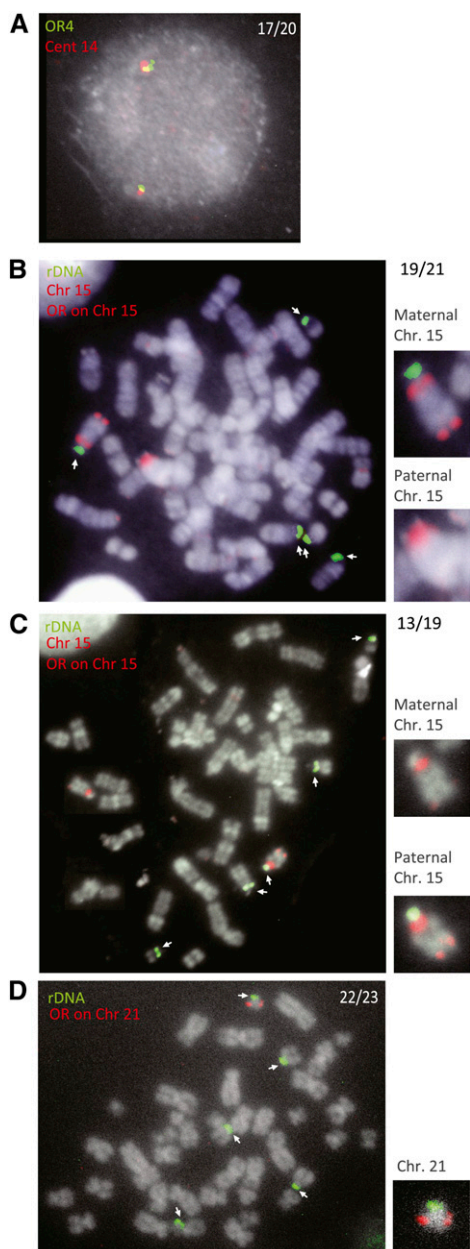 A
OR4
17/20
Cent 14
B
rDNA
19/21
Chr 15
OR on Chr 15
Maternal
Chr. 15
Paternal
Chr. 15
C
rDNA
13/19
Chr 15
OR on Chr 15
Maternal
Chr. 15
Paternal
Chr. 15
D
rDNA
22/23
OR on Chr 21
Chr. 21